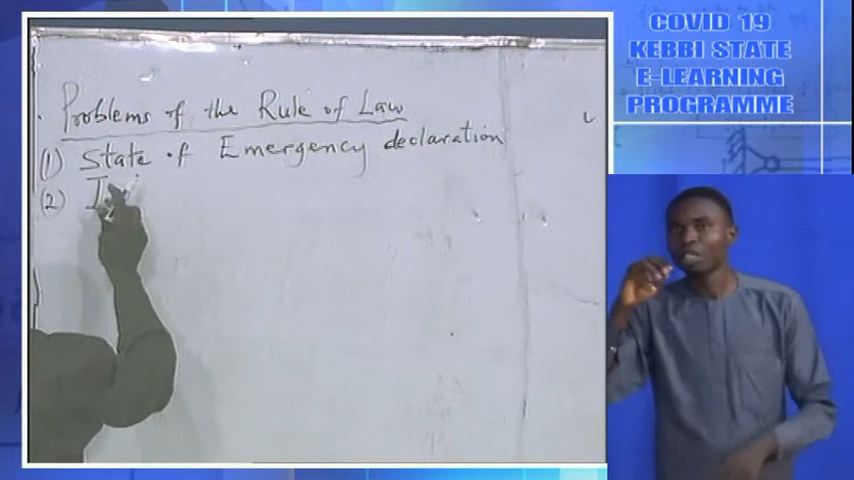 COVID 19
KEBBI STATE
E-LEARNING
PROGRAMME
Problems of the Rule of Law
(1) State of Emergency declaration
(2)